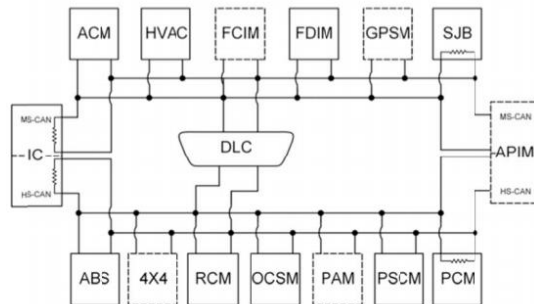 ACM HVAC FCIM FDIM GPSM SJB
MS-CAN
IC
HS-CAN
DLC
MS-CAN
APIM
HS-CAN
ABS 4X4 RCM OCSM PAM PSCM PCM